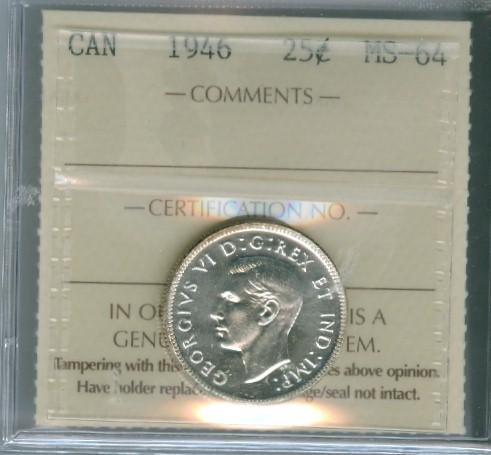 CAN 1946 25¢ MS-64
— COMMENTS —
— CERTIFICATION NO. —
GEORGIVS VI D:G:REX ET IND:IMP:
IN OU IS A
GENU EM.
Tampering with this es above opinion.
Have holder replac ge/seal not intact.